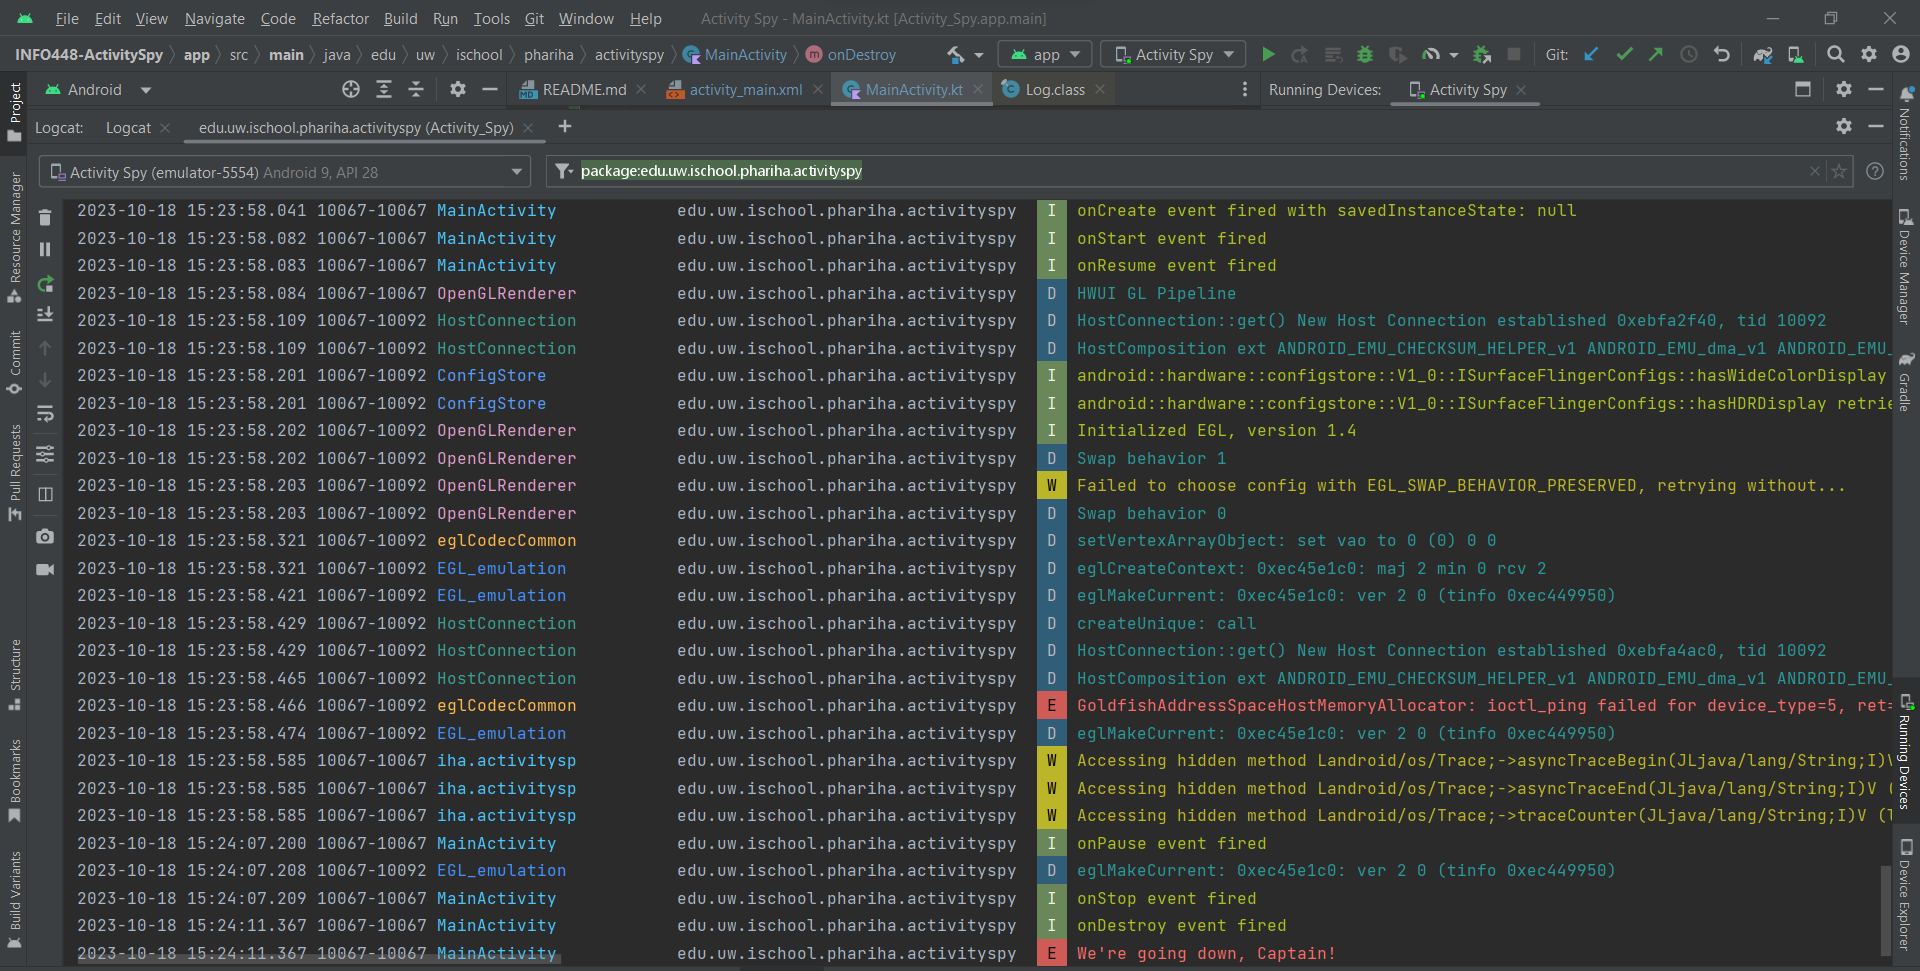 File Edit View Navigate Code Refactor Build Run Tools Git Window Help Activity Spy - MainActivity.kt [Activity_Spy.app.main]
INFO448-ActivitySpy app src main java edu uw ischool phariha activityspy MainActivity onDestroy app Activity Spy Git:
Android README.md activity_main.xml MainActivity.kt Log.class Running Devices: Activity Spy
Logcat: Logcat edu.uw.ischool.phariha.activityspy (Activity_Spy)
Activity Spy (emulator-5554) Android 9, API 28 package:edu.uw.ischool.phariha.activityspy
2023-10-18 15:23:58.041 10067-10067 MainActivity edu.uw.ischool.phariha.activityspy I onCreate event fired with savedInstanceState: null
2023-10-18 15:23:58.082 10067-10067 MainActivity edu.uw.ischool.phariha.activityspy I onStart event fired
2023-10-18 15:23:58.083 10067-10067 MainActivity edu.uw.ischool.phariha.activityspy I onResume event fired
2023-10-18 15:23:58.084 10067-10067 OpenGLRenderer edu.uw.ischool.phariha.activityspy D HWUI GL Pipeline
2023-10-18 15:23:58.109 10067-10092 HostConnection edu.uw.ischool.phariha.activityspy D HostConnection::get() New Host Connection established 0xebfa2f40, tid 10092
2023-10-18 15:23:58.109 10067-10092 HostConnection edu.uw.ischool.phariha.activityspy D HostComposition ext ANDROID_EMU_CHECKSUM_HELPER_v1 ANDROID_EMU_dma_v1 ANDROID_EMU_
2023-10-18 15:23:58.201 10067-10092 ConfigStore edu.uw.ischool.phariha.activityspy I android::hardware::configstore::V1_0::ISurfaceFlingerConfigs::hasWideColorDisplay
2023-10-18 15:23:58.201 10067-10092 ConfigStore edu.uw.ischool.phariha.activityspy I android::hardware::configstore::V1_0::ISurfaceFlingerConfigs::hasHDRDisplay retrie
2023-10-18 15:23:58.202 10067-10092 OpenGLRenderer edu.uw.ischool.phariha.activityspy I Initialized EGL, version 1.4
2023-10-18 15:23:58.202 10067-10092 OpenGLRenderer edu.uw.ischool.phariha.activityspy D Swap behavior 1
2023-10-18 15:23:58.203 10067-10092 OpenGLRenderer edu.uw.ischool.phariha.activityspy W Failed to choose config with EGL_SWAP_BEHAVIOR_PRESERVED, retrying without...
2023-10-18 15:23:58.203 10067-10092 OpenGLRenderer edu.uw.ischool.phariha.activityspy D Swap behavior 0
2023-10-18 15:23:58.321 10067-10092 eglCodecCommon edu.uw.ischool.phariha.activityspy D setVertexArrayObject: set vao to 0 (0) 0 0
2023-10-18 15:23:58.321 10067-10092 EGL_emulation edu.uw.ischool.phariha.activityspy D eglCreateContext: 0xec45e1c0: maj 2 min 0 rcv 2
2023-10-18 15:23:58.421 10067-10092 EGL_emulation edu.uw.ischool.phariha.activityspy D eglMakeCurrent: 0xec45e1c0: ver 2 0 (tinfo 0xec449950)
2023-10-18 15:23:58.429 10067-10092 HostConnection edu.uw.ischool.phariha.activityspy D createUnique: call
2023-10-18 15:23:58.429 10067-10092 HostConnection edu.uw.ischool.phariha.activityspy D HostConnection::get() New Host Connection established 0xebfa4ac0, tid 10092
2023-10-18 15:23:58.465 10067-10092 HostConnection edu.uw.ischool.phariha.activityspy D HostComposition ext ANDROID_EMU_CHECKSUM_HELPER_v1 ANDROID_EMU_dma_v1 ANDROID_EMU_
2023-10-18 15:23:58.466 10067-10092 eglCodecCommon edu.uw.ischool.phariha.activityspy E GoldfishAddressSpaceHostMemoryAllocator: ioctl_ping failed for device_type=5, ret=
2023-10-18 15:23:58.474 10067-10092 EGL_emulation edu.uw.ischool.phariha.activityspy D eglMakeCurrent: 0xec45e1c0: ver 2 0 (tinfo 0xec449950)
2023-10-18 15:23:58.585 10067-10067 iha.activitysp edu.uw.ischool.phariha.activityspy W Accessing hidden method Landroid/os/Trace;->asyncTraceBegin(JLjava/lang/String;I)V
2023-10-18 15:23:58.585 10067-10067 iha.activitysp edu.uw.ischool.phariha.activityspy W Accessing hidden method Landroid/os/Trace;->asyncTraceEnd(JLjava/lang/String;I)V (
2023-10-18 15:23:58.585 10067-10067 iha.activitysp edu.uw.ischool.phariha.activityspy W Accessing hidden method Landroid/os/Trace;->traceCounter(JLjava/lang/String;I)V (l
2023-10-18 15:24:07.200 10067-10067 MainActivity edu.uw.ischool.phariha.activityspy I onPause event fired
2023-10-18 15:24:07.208 10067-10092 EGL_emulation edu.uw.ischool.phariha.activityspy D eglMakeCurrent: 0xec45e1c0: ver 2 0 (tinfo 0xec449950)
2023-10-18 15:24:07.209 10067-10067 MainActivity edu.uw.ischool.phariha.activityspy I onStop event fired
2023-10-18 15:24:11.367 10067-10067 MainActivity edu.uw.ischool.phariha.activityspy I onDestroy event fired
2023-10-18 15:24:11.367 10067-10067 MainActivity edu.uw.ischool.phariha.activityspy E We're going down, Captain!
Project
Resource Manager
Commit
Pull Requests
Structure
Bookmarks
Build Variants
Notifications
Device Manager
Gradle
Running Devices
Device Explorer